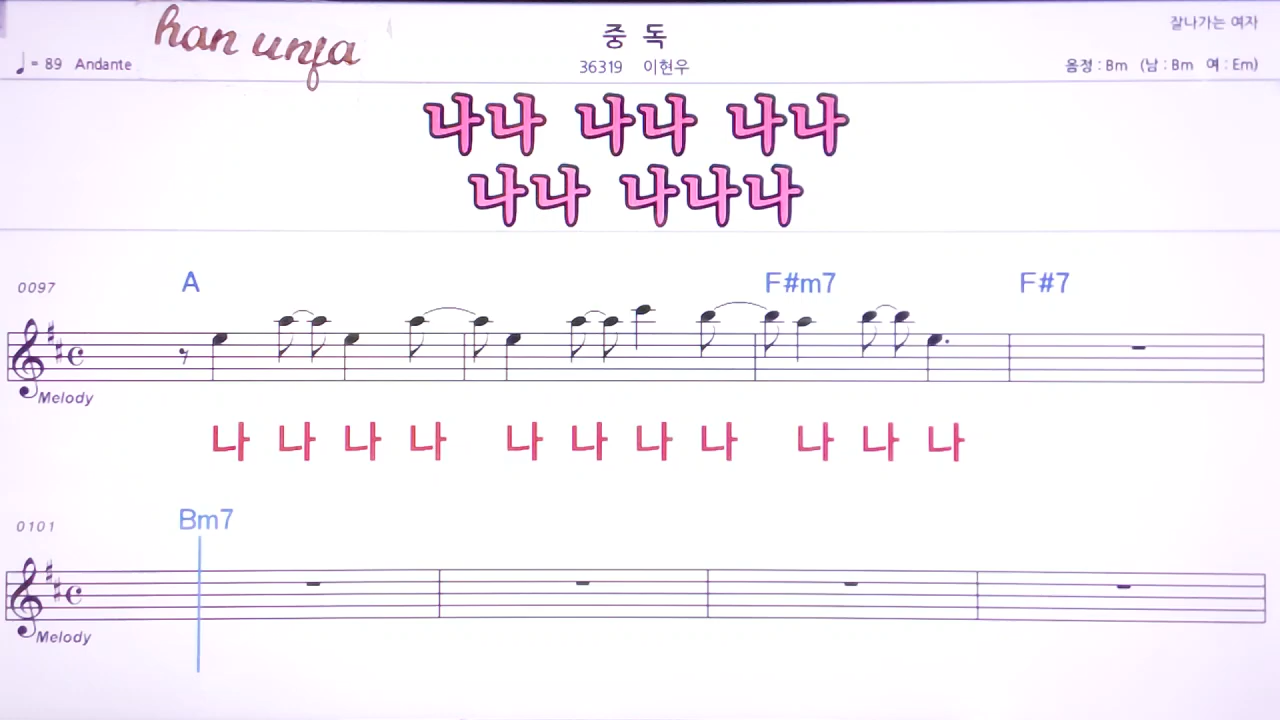 han unja
중 독
잘나가는 여자
♩= 89 Andante
36319 이현우
음정 : Bm (남 : Bm 여 : Em)
나나 나나 나나
나나 나나나
0097
A F#m7 F#7
Melody
나 나 나 나 나 나 나 나 나 나 나
0101
Bm7
Melody